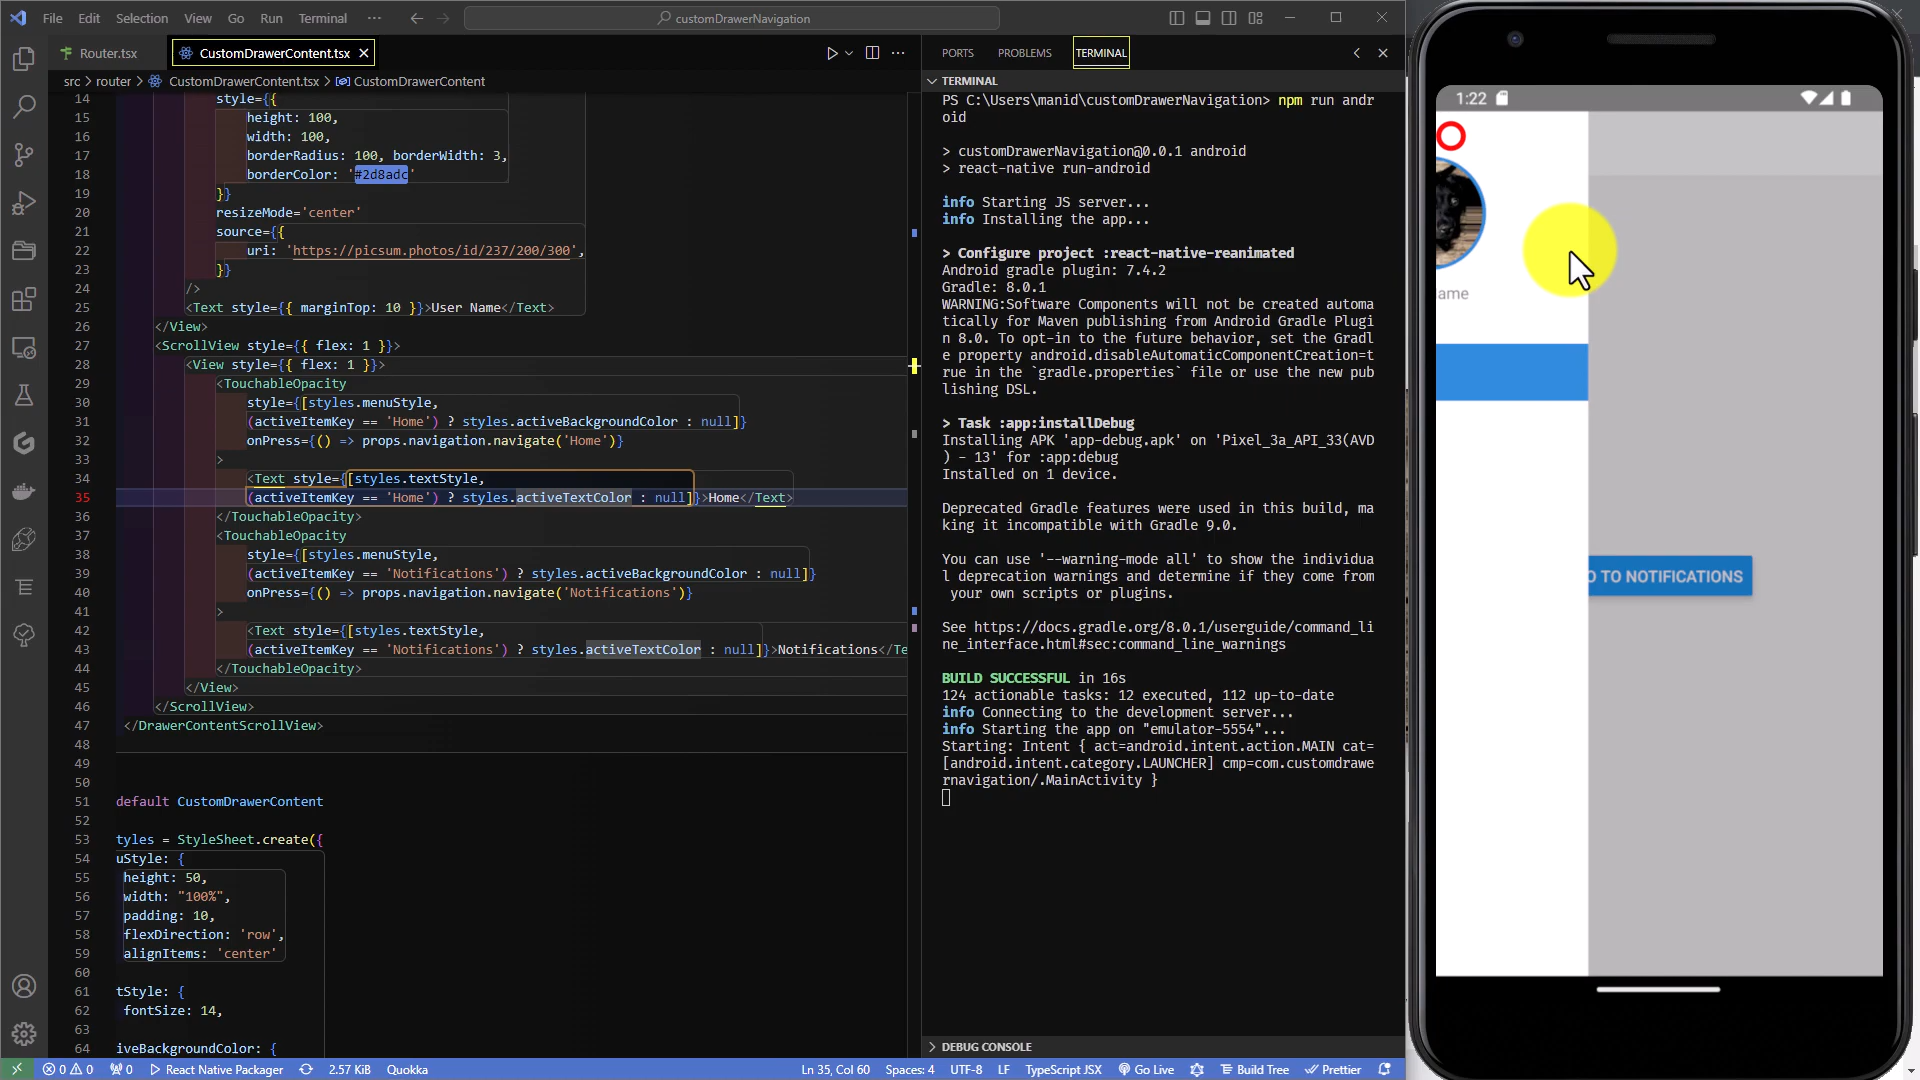 File Edit Selection View Go Run Terminal ··· customDrawerNavigation
Router.tsx CustomDrawerContent.tsx
src > router > CustomDrawerContent.tsx > CustomDrawerContent
14 style={{
15 height: 100,
16 width: 100,
17 borderRadius: 100, borderWidth: 3,
18 borderColor: '#2d8adc'
19 }}
20 resizeMode='center'
21 source={{
22 uri: 'https://picsum.photos/id/237/200/300',
23 }}
24 />
25 <Text style={{ marginTop: 10 }}>User Name</Text>
26 </View>
27 <ScrollView style={{ flex: 1 }}>
28 <View style={{ flex: 1 }}>
29 <TouchableOpacity
30 style={[styles.menuStyle,
31 (activeItemKey == 'Home') ? styles.activeBackgroundColor : null]}
32 onPress={() => props.navigation.navigate('Home')}
33 >
34 <Text style={[styles.textStyle,
35 (activeItemKey == 'Home') ? styles.activeTextColor : null]}>Home</Text>
36 </TouchableOpacity>
37 <TouchableOpacity
38 style={[styles.menuStyle,
39 (activeItemKey == 'Notifications') ? styles.activeBackgroundColor : null]}
40 onPress={() => props.navigation.navigate('Notifications')}
41 >
42 <Text style={[styles.textStyle,
43 (activeItemKey == 'Notifications') ? styles.activeTextColor : null]}>Notifications</Te
44 </TouchableOpacity>
45 </View>
46 </ScrollView>
47 </DrawerContentScrollView>
48
49
50
51 default CustomDrawerContent
52
53 tyles = StyleSheet.create({
54 uStyle: {
55 height: 50,
56 width: "100%",
57 padding: 10,
58 flexDirection: 'row',
59 alignItems: 'center'
60
61 tStyle: {
62 fontSize: 14,
63
64 iveBackgroundColor: {
PORTS PROBLEMS TERMINAL
TERMINAL
PS C:\Users\manid\customDrawerNavigation> npm run andr
oid
> customDrawerNavigation@0.0.1 android
> react-native run-android
info Starting JS server...
info Installing the app...
> Configure project :react-native-reanimated
Android gradle plugin: 7.4.2
Gradle: 8.0.1
WARNING:Software Components will not be created automa
tically for Maven publishing from Android Gradle Plugi
n 8.0. To opt-in to the future behavior, set the Gradl
e property android.disableAutomaticComponentCreation=t
rue in the `gradle.properties` file or use the new pub
lishing DSL.
> Task :app:installDebug
Installing APK 'app-debug.apk' on 'Pixel_3a_API_33(AVD
) - 13' for :app:debug
Installed on 1 device.
Deprecated Gradle features were used in this build, ma
king it incompatible with Gradle 9.0.
You can use '--warning-mode all' to show the individua
l deprecation warnings and determine if they come from
your own scripts or plugins.
See https://docs.gradle.org/8.0.1/userguide/command_li
ne_interface.html#sec:command_line_warnings
BUILD SUCCESSFUL in 16s
124 actionable tasks: 12 executed, 112 up-to-date
info Connecting to the development server...
info Starting the app on "emulator-5554"...
Starting: Intent { act=android.intent.action.MAIN cat=
[android.intent.category.LAUNCHER] cmp=com.customdrawe
rnavigation/.MainActivity }
DEBUG CONSOLE
1:22
ame
O TO NOTIFICATIONS
0 0 0 React Native Packager 2.57 KiB Quokka Ln 35, Col 60 Spaces: 4 UTF-8 LF TypeScript JSX Go Live Build Tree Prettier